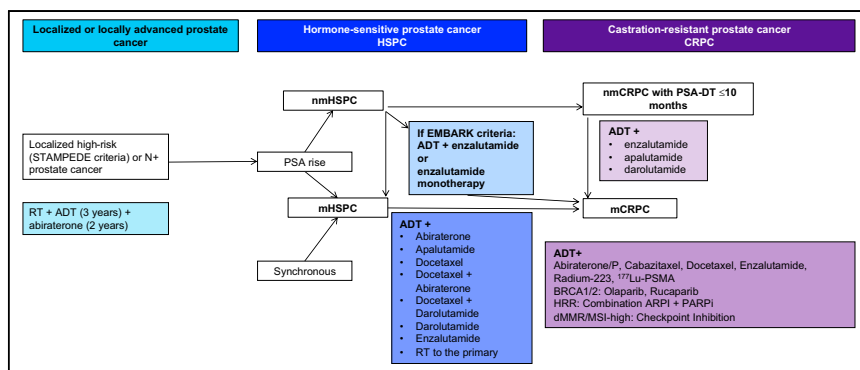 Localized or locally advanced prostate
cancer
Hormone-sensitive prostate cancer
HSPC
Castration-resistant prostate cancer
CRPC
nmHSPC
nmCRPC with PSA-DT ≤10
months
If EMBARK criteria:
ADT + enzalutamide
or
enzalutamide
monotherapy
ADT +
• enzalutamide
• apalutamide
• darolutamide
Localized high-risk
(STAMPEDE criteria) or N+
prostate cancer
PSA rise
RT + ADT (3 years) +
abiraterone (2 years)
mHSPC
mCRPC
Synchronous
ADT +
• Abiraterone
• Apalutamide
• Docetaxel
• Docetaxel +
Abiraterone
• Docetaxel +
Darolutamide
• Darolutamide
• Enzalutamide
• RT to the primary
ADT+
Abiraterone/P, Cabazitaxel, Docetaxel, Enzalutamide,
Radium-223, ¹⁷⁷Lu-PSMA
BRCA1/2: Olaparib, Rucaparib
HRR: Combination ARPI + PARPi
dMMR/MSI-high: Checkpoint Inhibition